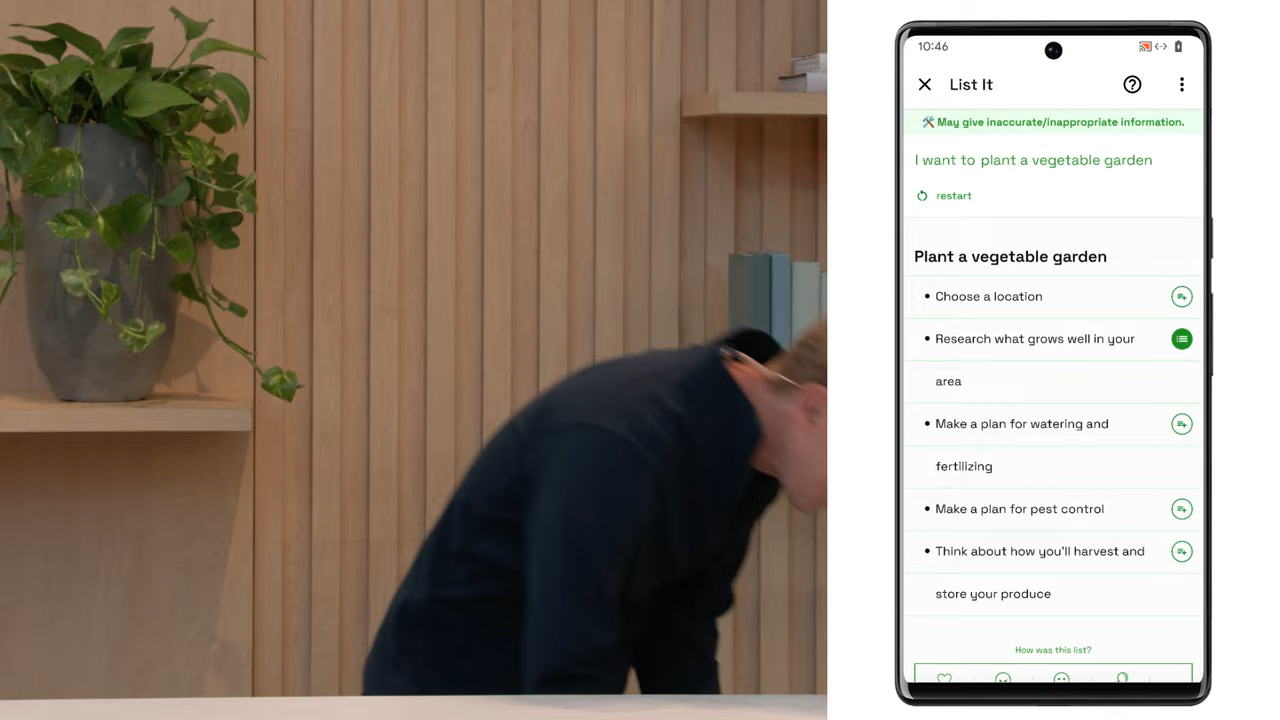 10:46
List It
May give inaccurate/inappropriate information.
I want to plant a vegetable garden
restart
Plant a vegetable garden
• Choose a location
• Research what grows well in your
area
• Make a plan for watering and
fertilizing
• Make a plan for pest control
• Think about how you'll harvest and
store your produce
How was this list?